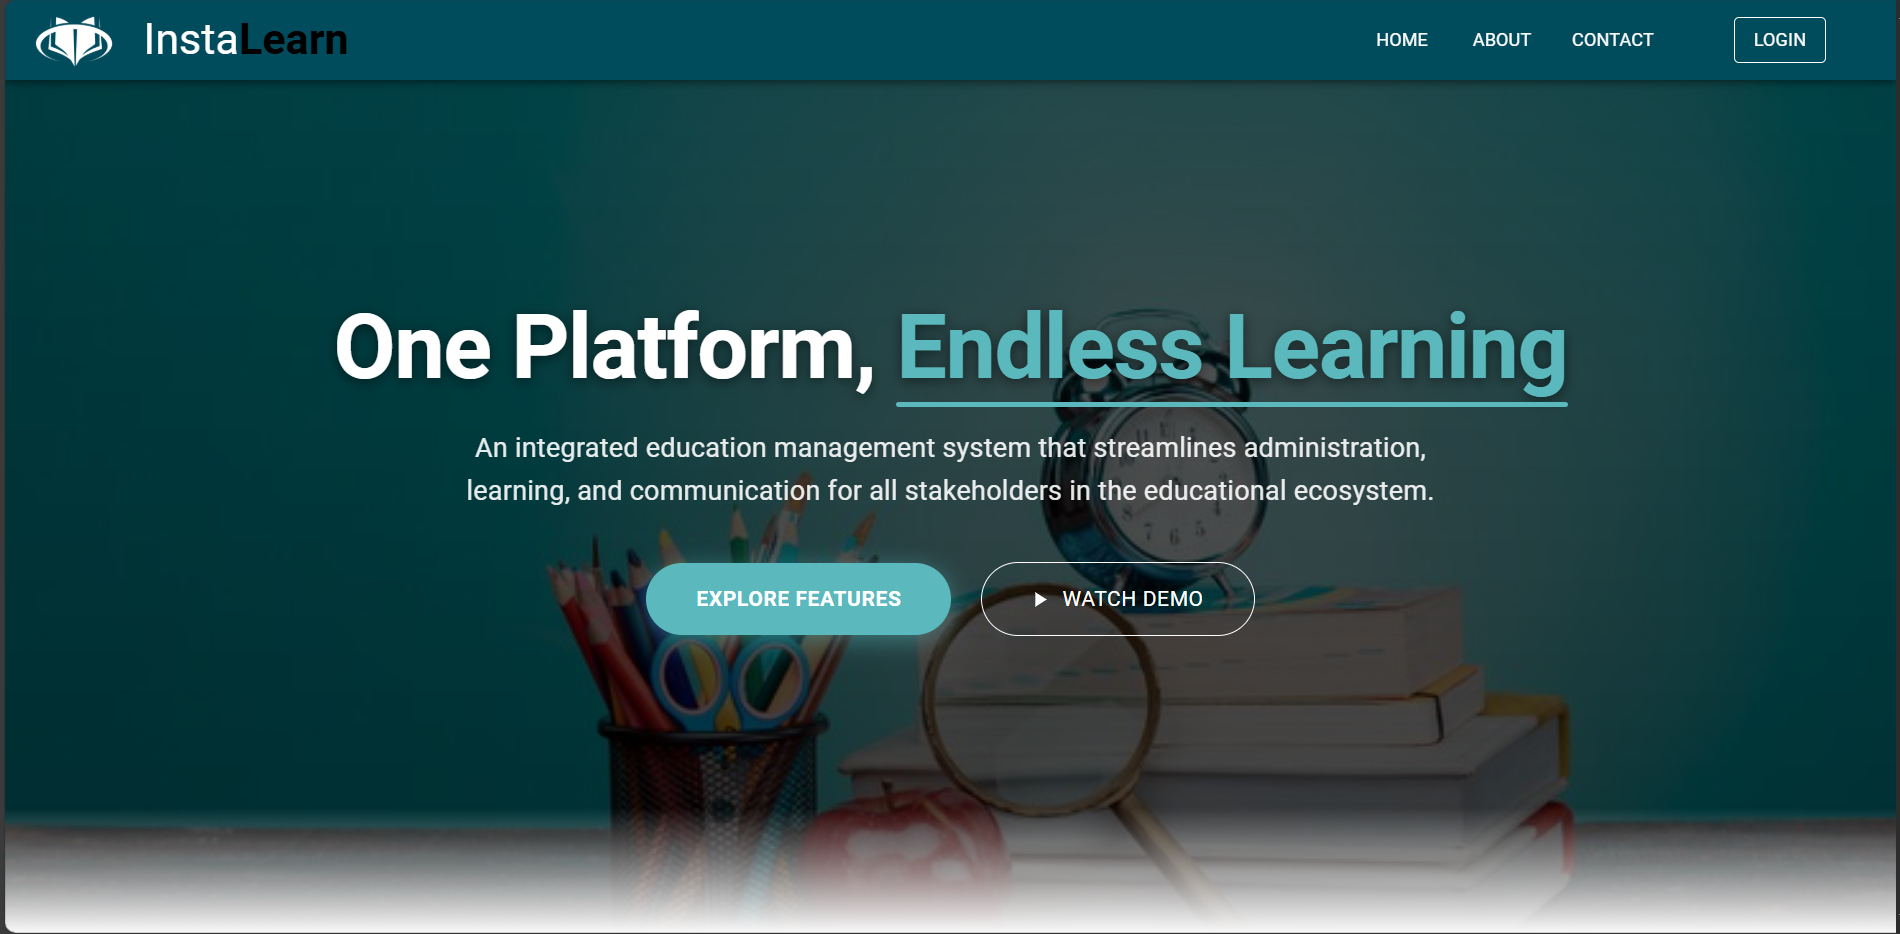 InstaLearn
HOME ABOUT CONTACT LOGIN
One Platform, Endless Learning
An integrated education management system that streamlines administration,
learning, and communication for all stakeholders in the educational ecosystem.
EXPLORE FEATURES WATCH DEMO